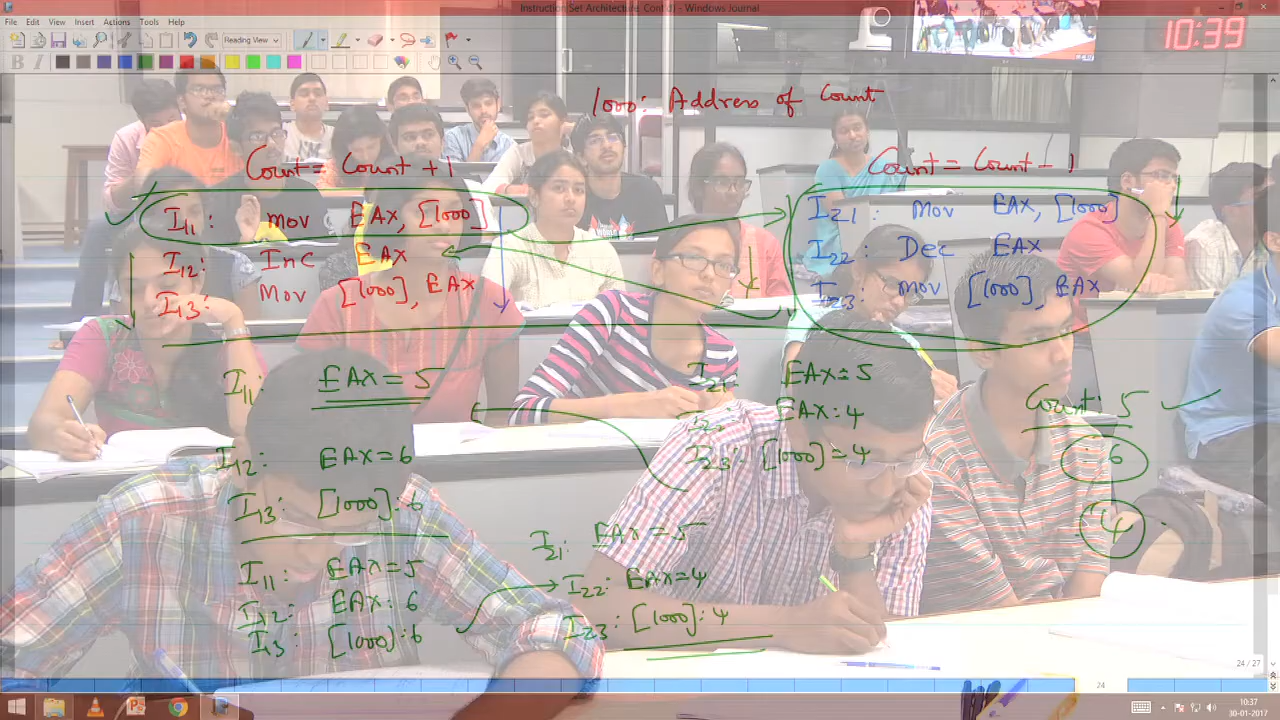 Instruction Set Architecture Cont(d) - Windows Journal
File Edit View Insert Actions Tools Help
Reading View
10:39
1000: Address of Count
Count = Count + 1
I11: mov EAX, [1000]
I12: Inc EAX
I13: Mov [1000], EAX
Count = Count - 1
I21: Mov EAX, [1000]
I22: Dec EAX
I23: mov [1000], EAX
I11: EAX = 5
I12: EAX = 6
I13: [1000]: 6
I21: EAX = 5
I22: EAX: 4
I23: [1000] = 4
Count: 5
: 6
: 4
I11: EAX = 5
I12: EAX: 6
I13: [1000]: 6
I21: EAX = 5
I22: EAX = 4
I23: [1000]: 4
24 / 27
24
10:37
30-01-2017